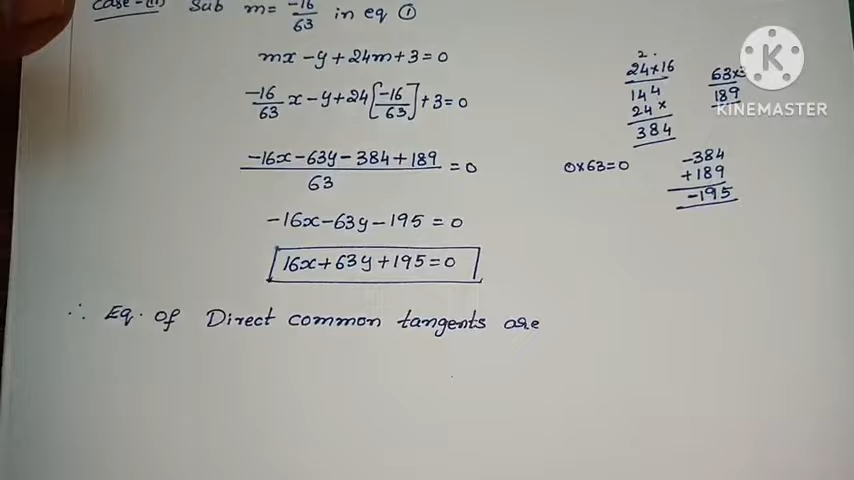 Case-(ii) Sub m = -16/63 in eq ①
mx - y + 24m + 3 = 0
-16/63 x - y + 24[-16/63] + 3 = 0
-16x - 63y - 384 + 189 / 63 = 0
-16x - 63y - 195 = 0
16x + 63y + 195 = 0
∴ Eq. of Direct common tangents are
2 .
24 × 16
144
24 ×
384
63×3
189
0 × 63 = 0
-384
+189
-195
KINEMASTER